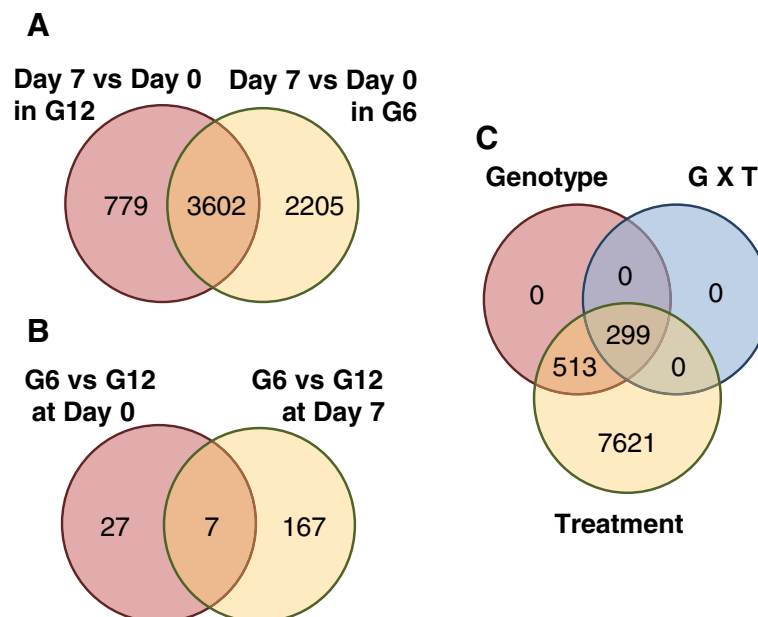 A
Day 7 vs Day 0
in G12
Day 7 vs Day 0
in G6
779
3602
2205
B
G6 vs G12
at Day 0
G6 vs G12
at Day 7
27
7
167
C
Genotype
G X T
0
0
0
299
513
0
7621
Treatment